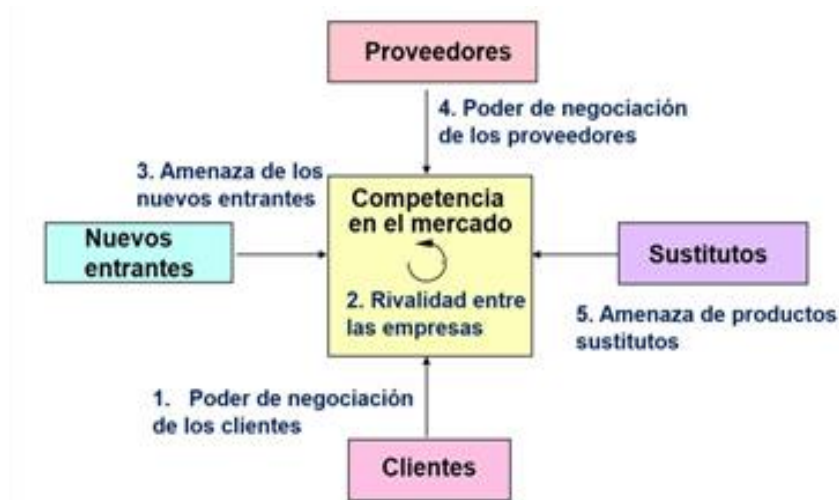 Proveedores
4. Poder de negociación
de los proveedores
3. Amenaza de los
nuevos entrantes
Competencia
en el mercado
Nuevos
entrantes
Sustitutos
2. Rivalidad entre
las empresas
5. Amenaza de productos
sustitutos
1. Poder de negociación
de los clientes
Clientes